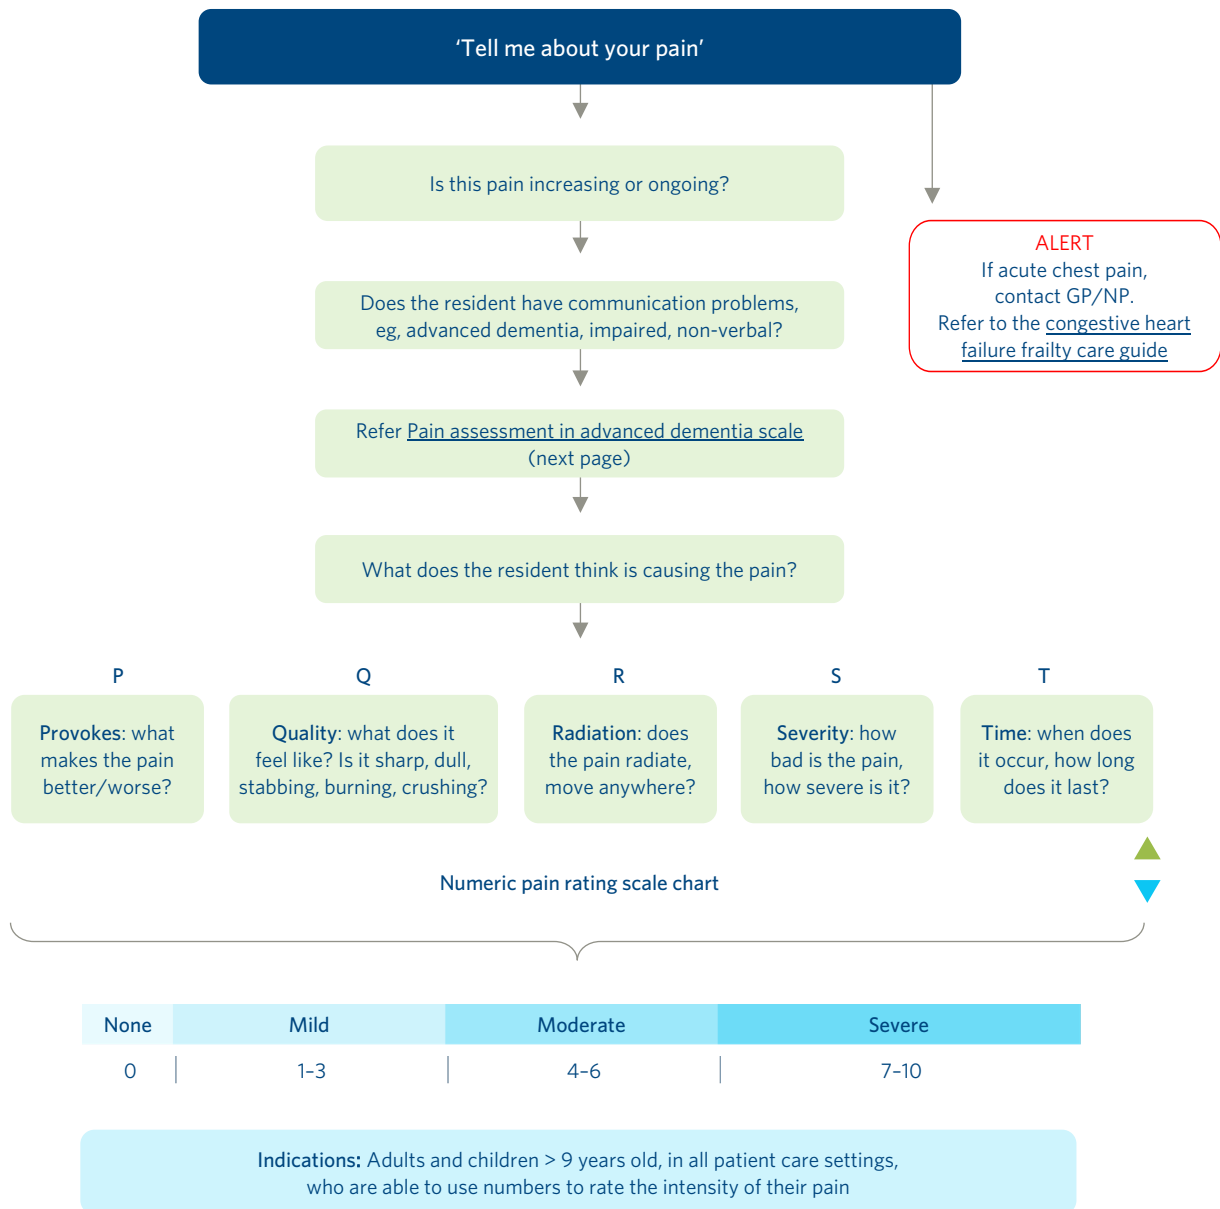 ‘Tell me about your pain’
Is this pain increasing or ongoing?
ALERT
If acute chest pain,
contact GP/NP.
Refer to the congestive heart
failure frailty care guide
Does the resident have communication problems,
eg, advanced dementia, impaired, non-verbal?
Refer Pain assessment in advanced dementia scale
(next page)
What does the resident think is causing the pain?
P
Provokes: what
makes the pain
better/worse?
Q
Quality: what does it
feel like? Is it sharp, dull,
stabbing, burning, crushing?
R
Radiation: does
the pain radiate,
move anywhere?
S
Severity: how
bad is the pain,
how severe is it?
T
Time: when does
it occur, how long
does it last?
Numeric pain rating scale chart
None Mild Moderate Severe
0 1–3 4–6 7–10
Indications: Adults and children > 9 years old, in all patient care settings,
who are able to use numbers to rate the intensity of their pain